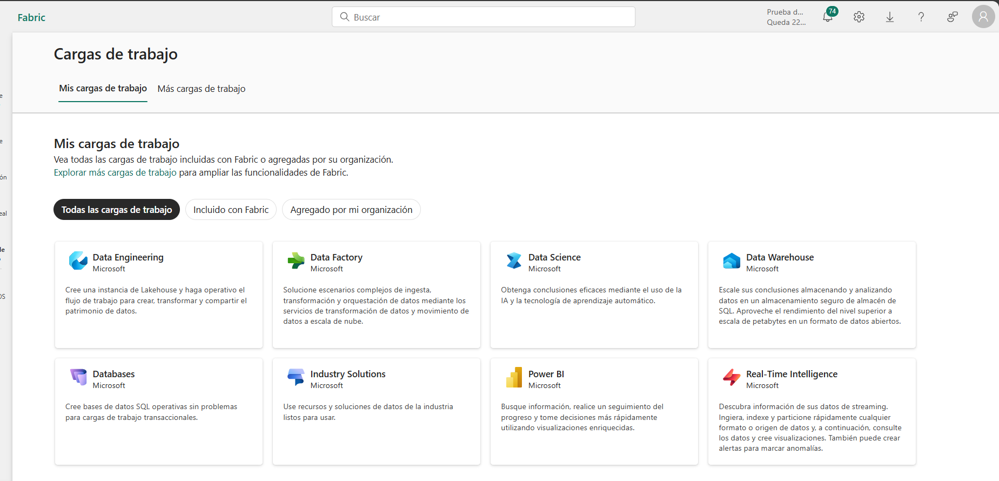 Fabric
Buscar
Prueba d...
Queda 22...
74
Cargas de trabajo
Mis cargas de trabajo
Más cargas de trabajo
Mis cargas de trabajo
Vea todas las cargas de trabajo incluidas con Fabric o agregadas por su organización.
Explorar más cargas de trabajo para ampliar las funcionalidades de Fabric.
Todas las cargas de trabajo
Incluido con Fabric
Agregado por mi organización
Data Engineering
Microsoft
Cree una instancia de Lakehouse y haga operativo el
flujo de trabajo para crear, transformar y compartir el
patrimonio de datos.
Data Factory
Microsoft
Solucione escenarios complejos de ingesta,
transformación y orquestación de datos mediante los
servicios de transformación de datos y movimiento de
datos a escala de nube.
Data Science
Microsoft
Obtenga conclusiones eficaces mediante el uso de la
IA y la tecnología de aprendizaje automático.
Data Warehouse
Microsoft
Escale sus conclusiones almacenando y analizando
datos en un almacenamiento seguro de almacén de
SQL. Aproveche el rendimiento del nivel superior a
escala de petabytes en un formato de datos abiertos.
Databases
Microsoft
Cree bases de datos SQL operativas sin problemas
para cargas de trabajo transaccionales.
Industry Solutions
Microsoft
Use recursos y soluciones de datos de la industria
listos para usar.
Power BI
Microsoft
Busque información, realice un seguimiento del
progreso y tome decisiones más rápidamente
utilizando visualizaciones enriquecidas.
Real-Time Intelligence
Microsoft
Descubra información de sus datos de streaming.
Ingiera, indexe y particione rápidamente cualquier
formato o origen de datos y, a continuación, consulte
los datos y cree visualizaciones. También puede crear
alertas para marcar anomalías.